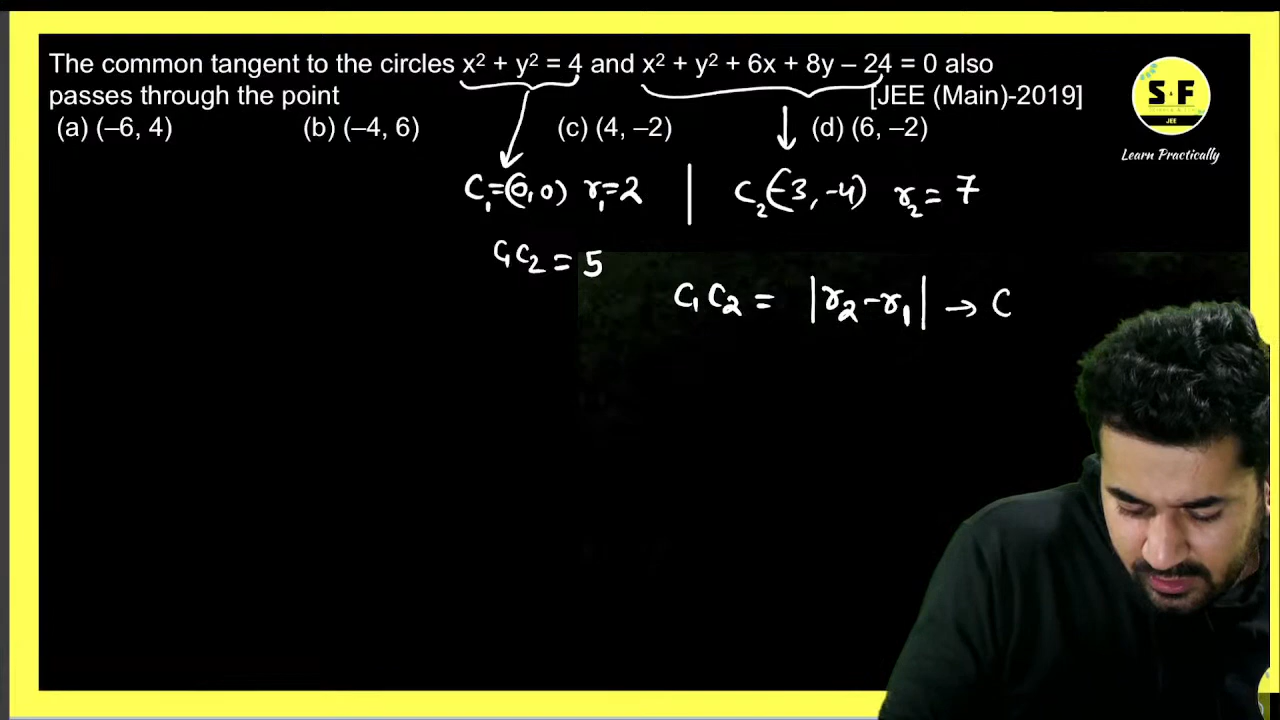 The common tangent to the circles x² + y² = 4 and x² + y² + 6x + 8y – 24 = 0 also
passes through the point [JEE (Main)-2019]
(a) (–6, 4) (b) (–4, 6) (c) (4, –2) (d) (6, –2)
S&F
JEE
Learn Practically
C₁=(0,0) r₁=2 | C₂(-3,-4) r₂=7
C₁C₂=5
C₁C₂= |r₂-r₁| → C